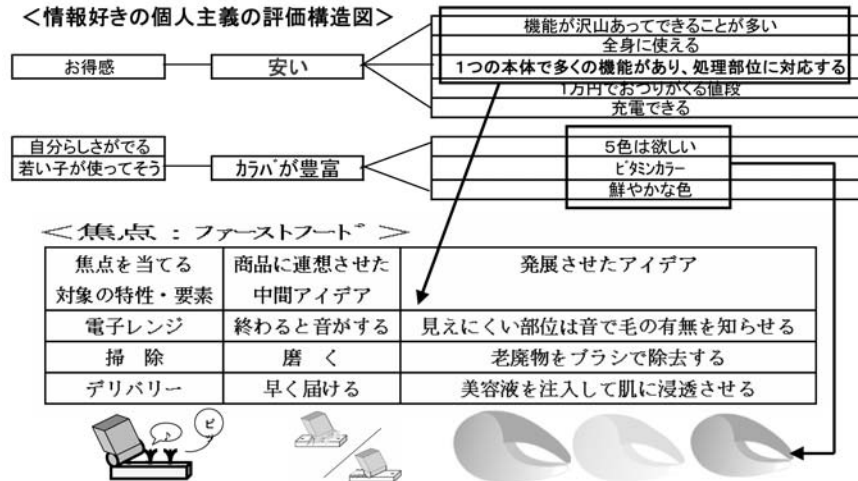 ＜情報好きの個人主義の評価構造図＞
機能が沢山あってできることが多い
全身に使える
お得感
安い
1つの本体で多くの機能があり、処理部位に対応する
1万円でおつりがくる値段
充電できる
自分らしさがでる
若い子が使ってそう
ｶﾗﾊﾞが豊富
5色は欲しい
ﾋﾞﾀﾐﾝｶﾗｰ
鮮やかな色
＜焦点：ファーストフード＞
焦点を当てる
対象の特性・要素
商品に連想させた
中間アイデア
発展させたアイデア
電子レンジ
終わると音がする
見えにくい部位は音で毛の有無を知らせる
掃除
磨く
老廃物をブラシで除去する
デリバリー
早く届ける
美容液を注入して肌に浸透させる
♪
ピ